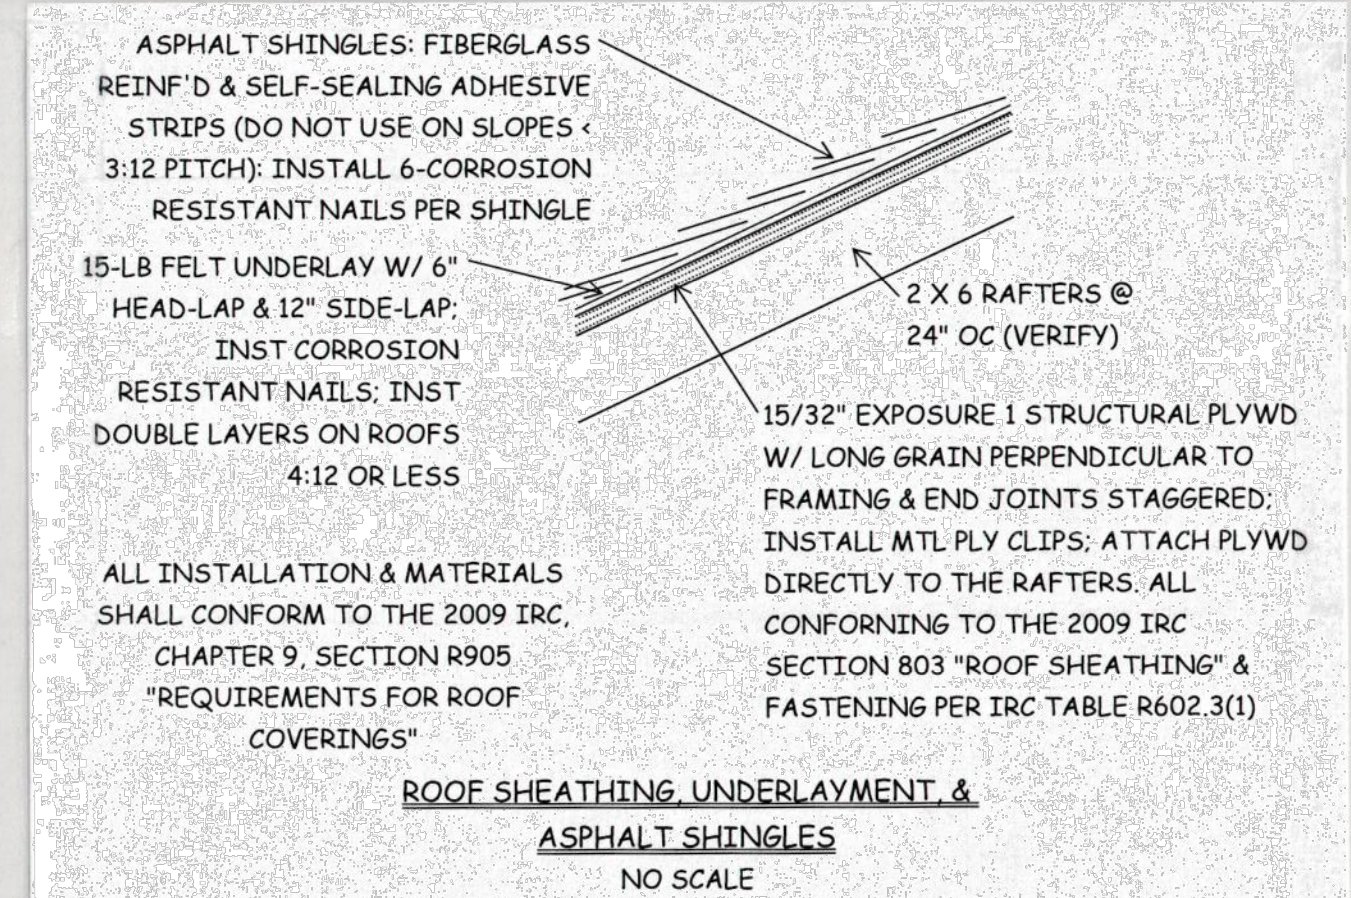 ASPHALT SHINGLES: FIBERGLASS
REINF'D & SELF-SEALING ADHESIVE
STRIPS (DO NOT USE ON SLOPES <
3:12 PITCH): INSTALL 6-CORROSION
RESISTANT NAILS PER SHINGLE
15-LB FELT UNDERLAY W/ 6"
HEAD-LAP & 12" SIDE-LAP;
INST CORROSION
RESISTANT NAILS; INST
DOUBLE LAYERS ON ROOFS
4:12 OR LESS
2 X 6 RAFTERS @
24" OC (VERIFY)
15/32" EXPOSURE 1 STRUCTURAL PLYWD
W/ LONG GRAIN PERPENDICULAR TO
FRAMING & END JOINTS STAGGERED;
INSTALL MTL PLY CLIPS; ATTACH PLYWD
DIRECTLY TO THE RAFTERS. ALL
CONFORNING TO THE 2009 IRC
SECTION 803 "ROOF SHEATHING" &
FASTENING PER IRC TABLE R602.3(1)
ALL INSTALLATION & MATERIALS
SHALL CONFORM TO THE 2009 IRC,
CHAPTER 9, SECTION R905
"REQUIREMENTS FOR ROOF
COVERINGS"
ROOF SHEATHING, UNDERLAYMENT, &
ASPHALT SHINGLES
NO SCALE